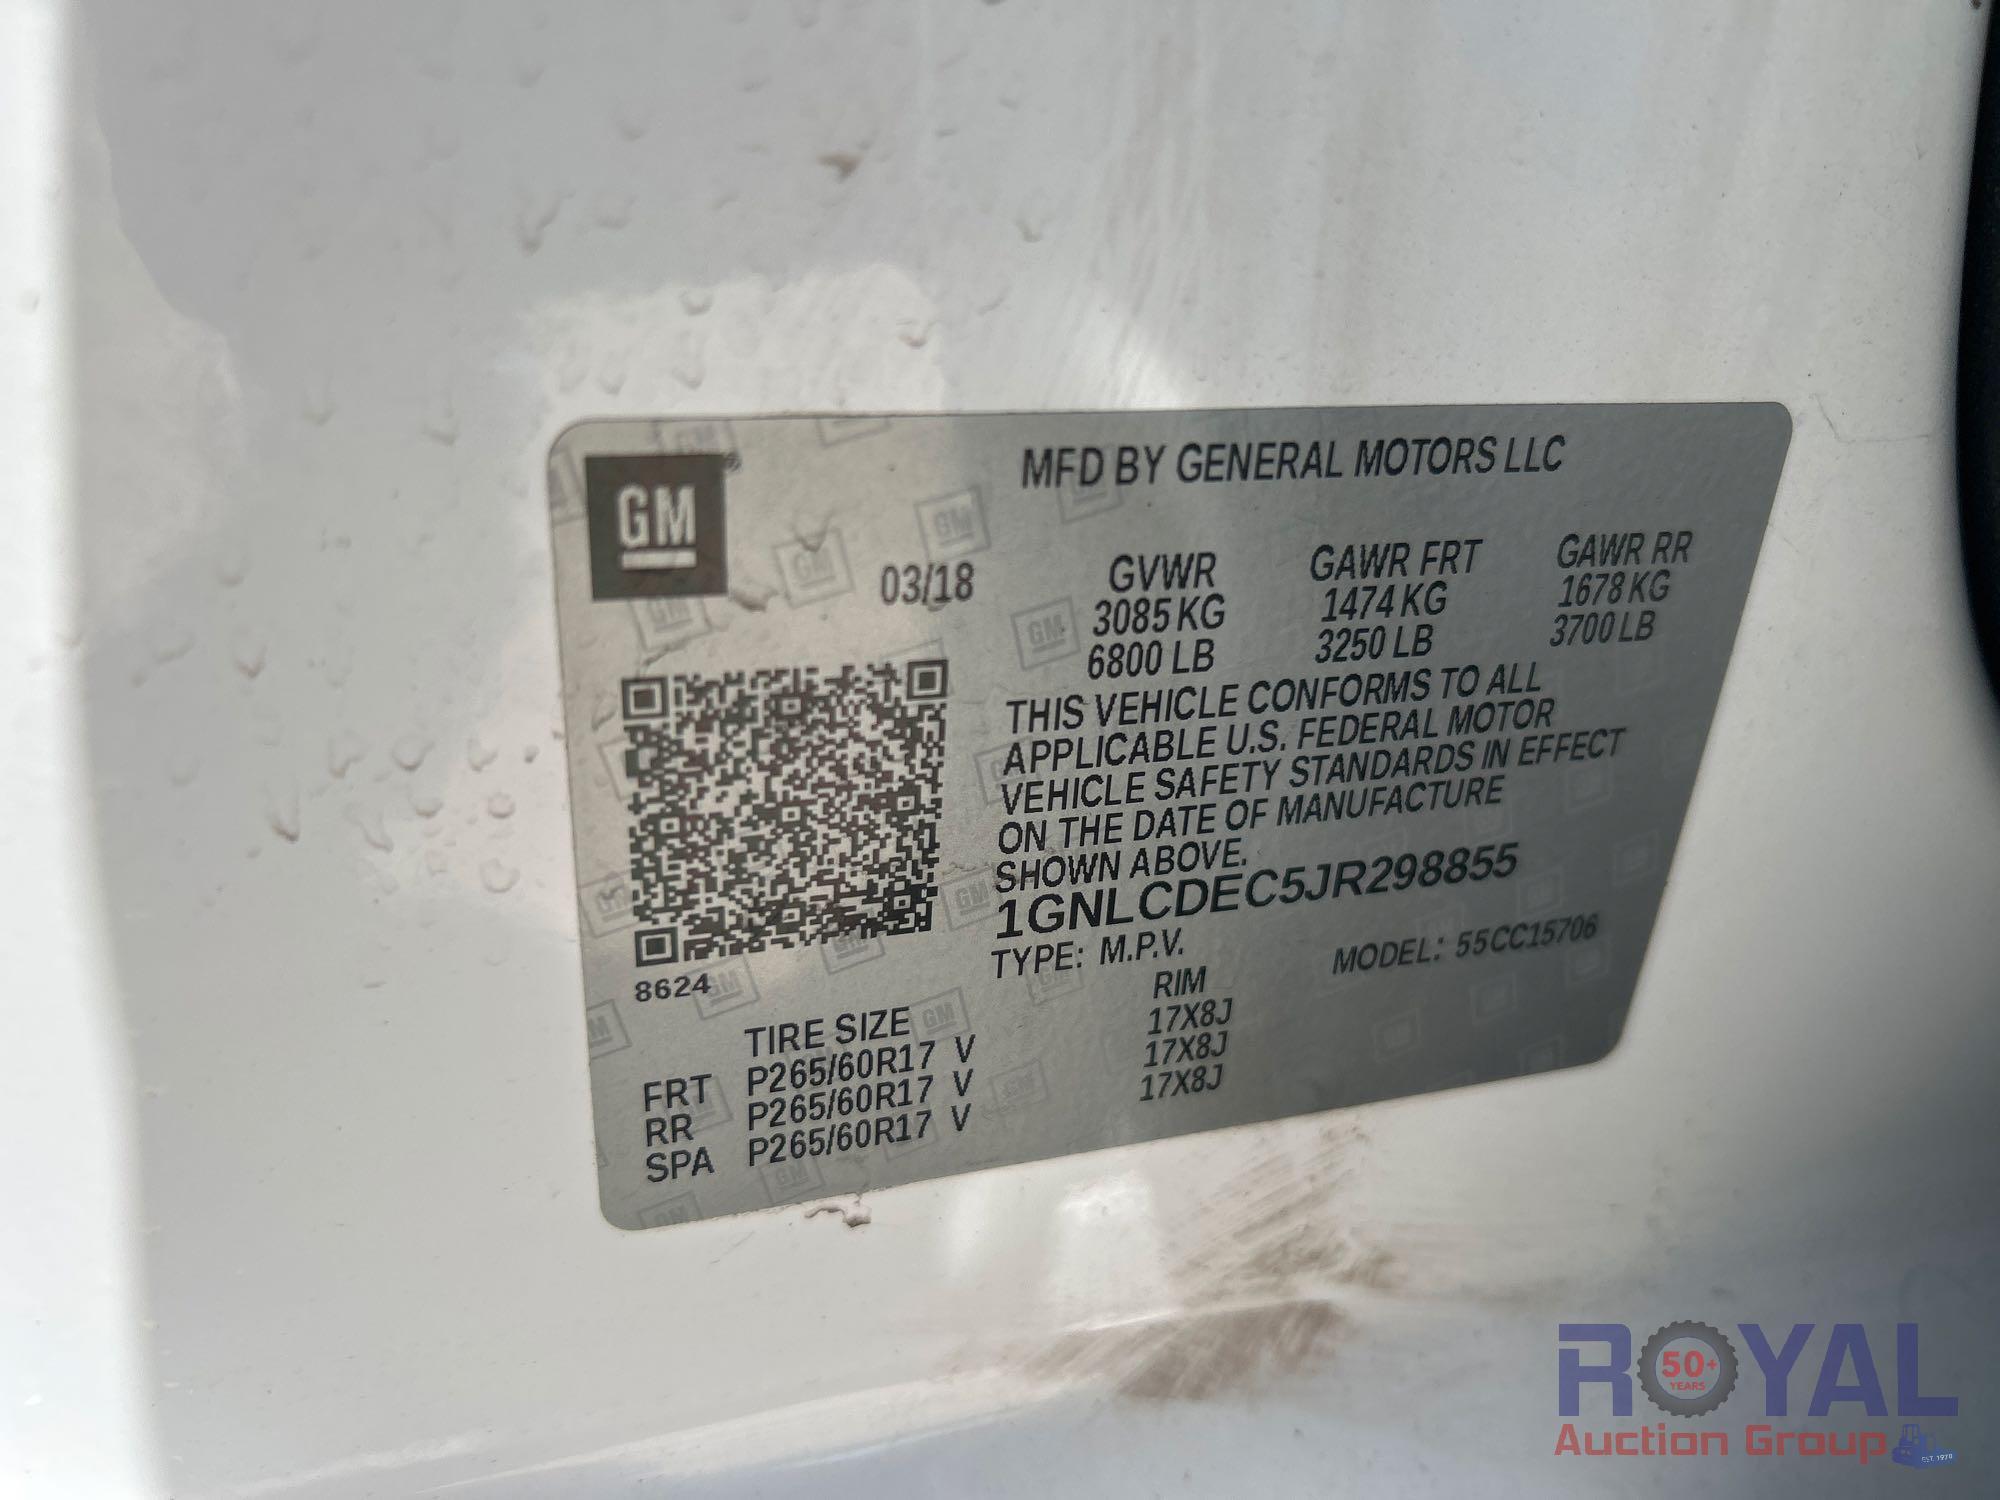 GM
MFD BY GENERAL MOTORS LLC
03/18
GVWR GAWR FRT GAWR RR
3085 KG 1474 KG 1678 KG
6800 LB 3250 LB 3700 LB
THIS VEHICLE CONFORMS TO ALL
APPLICABLE U.S. FEDERAL MOTOR
VEHICLE SAFETY STANDARDS IN EFFECT
ON THE DATE OF MANUFACTURE
SHOWN ABOVE.
1GNLCDEC5JR298855
TYPE: M.P.V. MODEL: 55CC15706
8624
TIRE SIZE RIM
FRT P265/60R17 V 17X8J
RR P265/60R17 V 17X8J
SPA P265/60R17 V 17X8J
ROYAL
50+
YEARS
Auction Group
EST. 1970